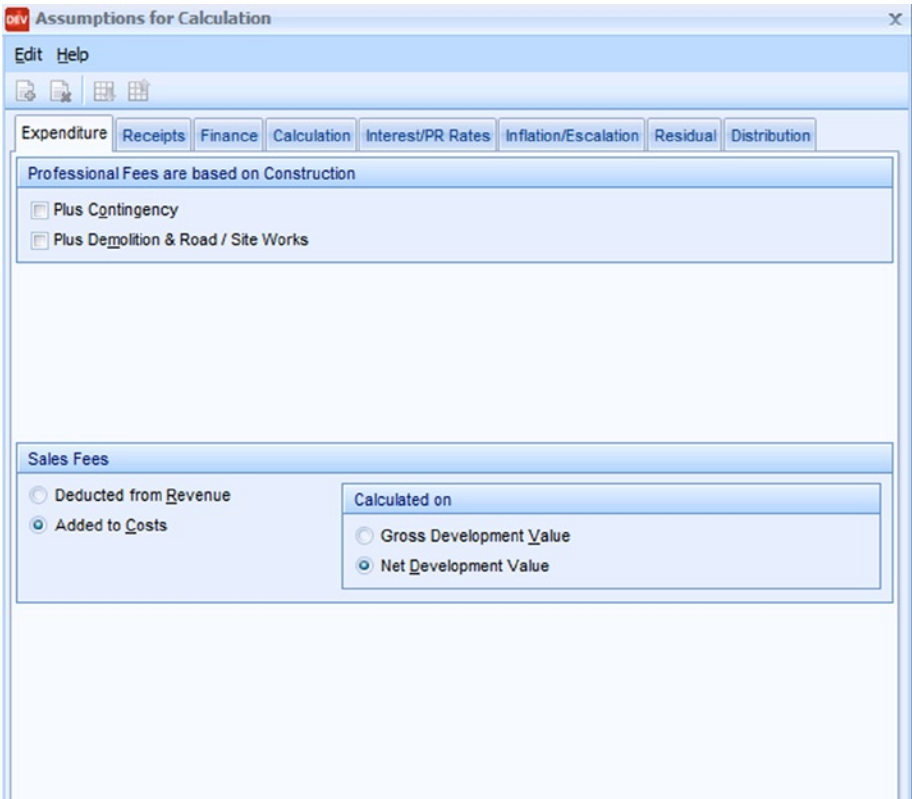 DEV Assumptions for Calculation x
Edit Help
Expenditure Receipts Finance Calculation Interest/PR Rates Inflation/Escalation Residual Distribution
Professional Fees are based on Construction
Plus Contingency
Plus Demolition & Road / Site Works
Sales Fees
Deducted from Revenue
Added to Costs
Calculated on
Gross Development Value
Net Development Value